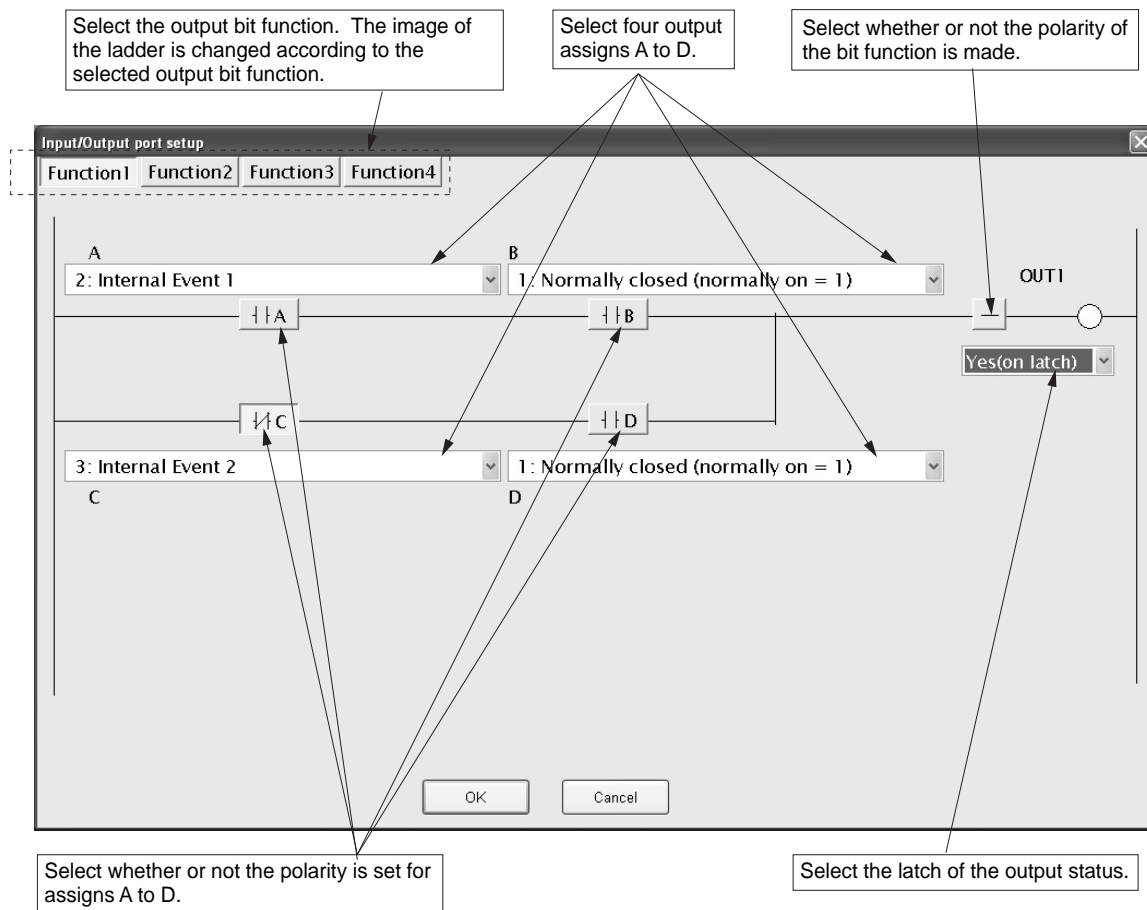 Select the output bit function.  The image of
the ladder is changed according to the
selected output bit function.
Select four output
assigns A to D.
Select whether or not the polarity of
the bit function is made.
Input/Output port setup
Function1 Function2 Function3 Function4
A
B
2: Internal Event 1
1: Normally closed (normally on = 1)
OUT1
A
B
Yes(on latch)
C
D
3: Internal Event 2
1: Normally closed (normally on = 1)
C
D
OK
Cancel
Select whether or not the polarity is set for
assigns A to D.
Select the latch of the output status.